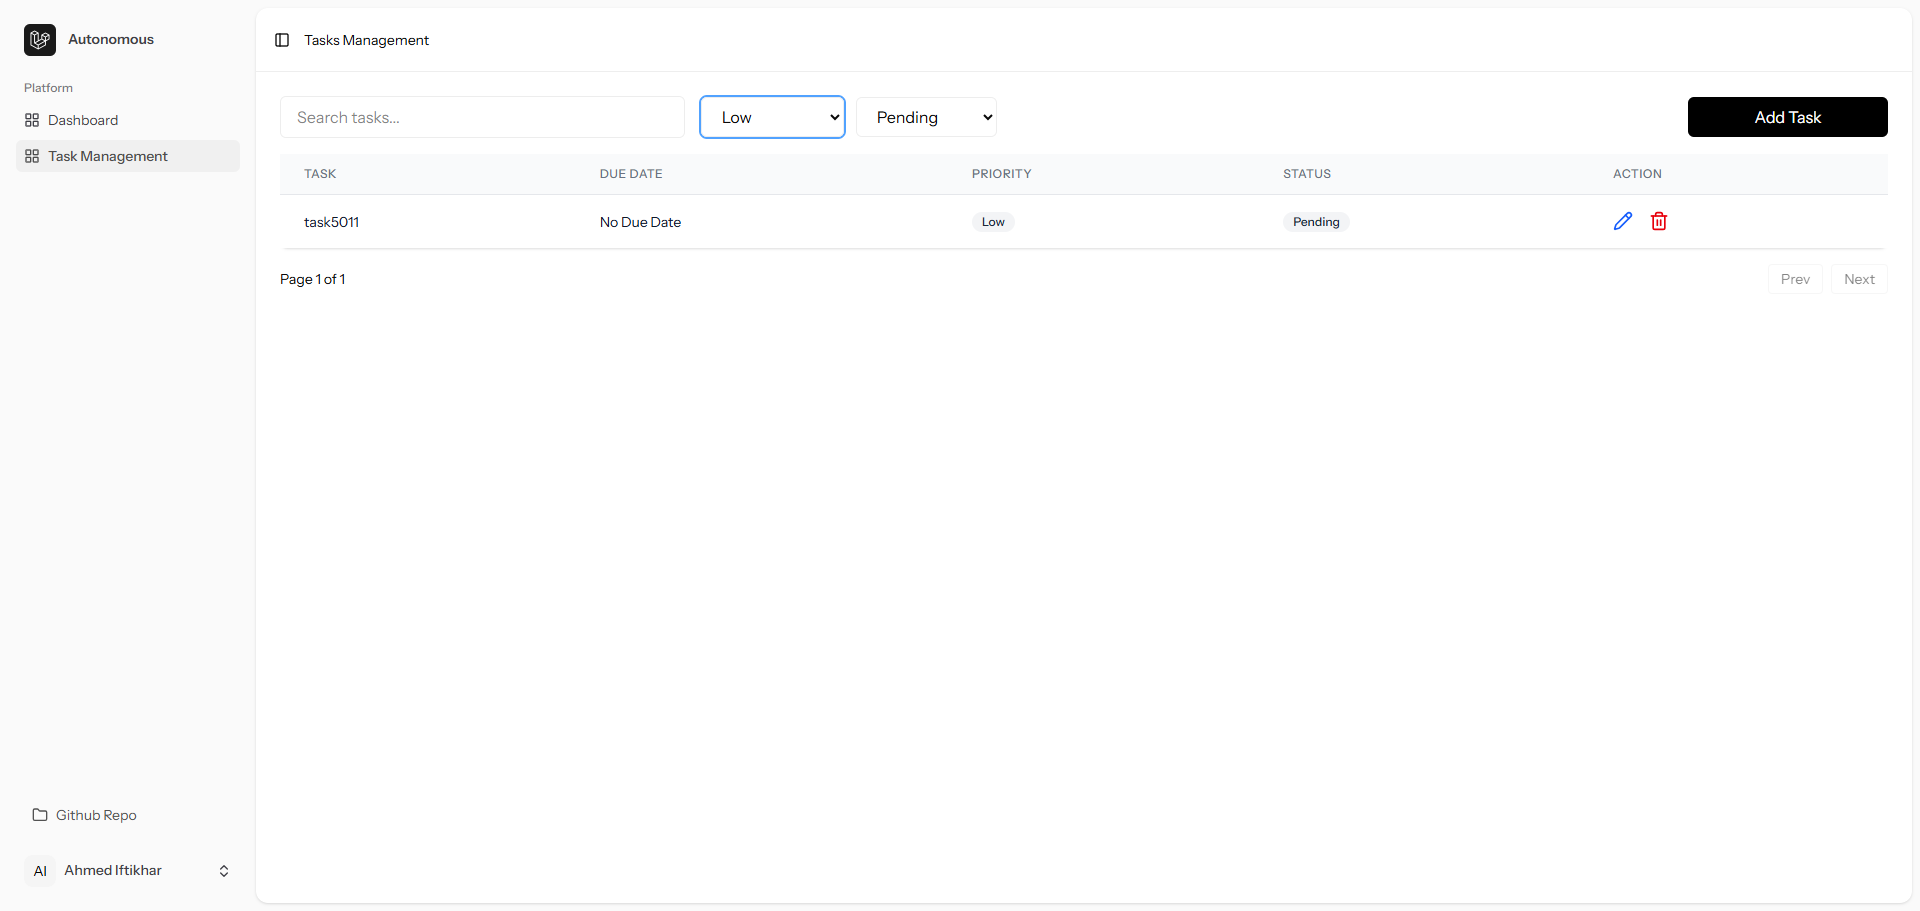 Autonomous
Platform
Dashboard
Task Management
Github Repo
AI Ahmed Iftikhar
Tasks Management
Search tasks... Low Pending Add Task
TASK DUE DATE PRIORITY STATUS ACTION
task5011 No Due Date Low Pending
Page 1 of 1 Prev Next